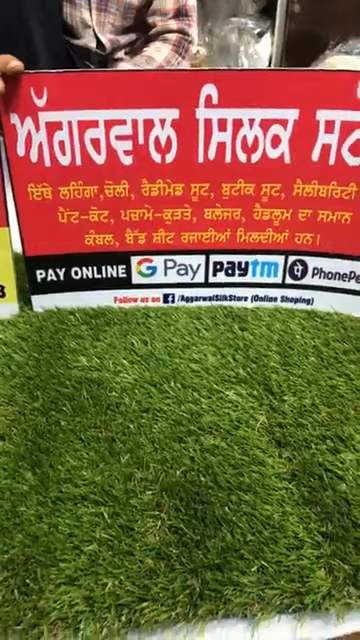 ਅੱਗਰਵਾਲ ਸਿਲਕ
ਇੱਥੇ ਲਹਿੰਗਾ,ਚੋਲੀ, ਰੈਡੀਮੇਡ ਸੂਟ, ਬੁਟੀਕ ਸੂਟ, ਸੈਲੀਬਰਿਟੀ
ਪੈਂਟ-ਕੋਟ, ਪਜ਼ਾਮੇ-ਕੁੜਤੇ, ਬਲੇਜਰ, ਹੈਡਲੂਮ ਦਾ ਸਮਾਨ
ਕੰਬਲ, ਬੈੱਡ ਸ਼ੀਟ ਰਜਾਈਆਂ ਮਿਲਦੀਆਂ ਹਨ।
PAY ONLINE G Pay paytm PhonePe
Follow us on f /AggarwalSilkStore (Online Shoping)